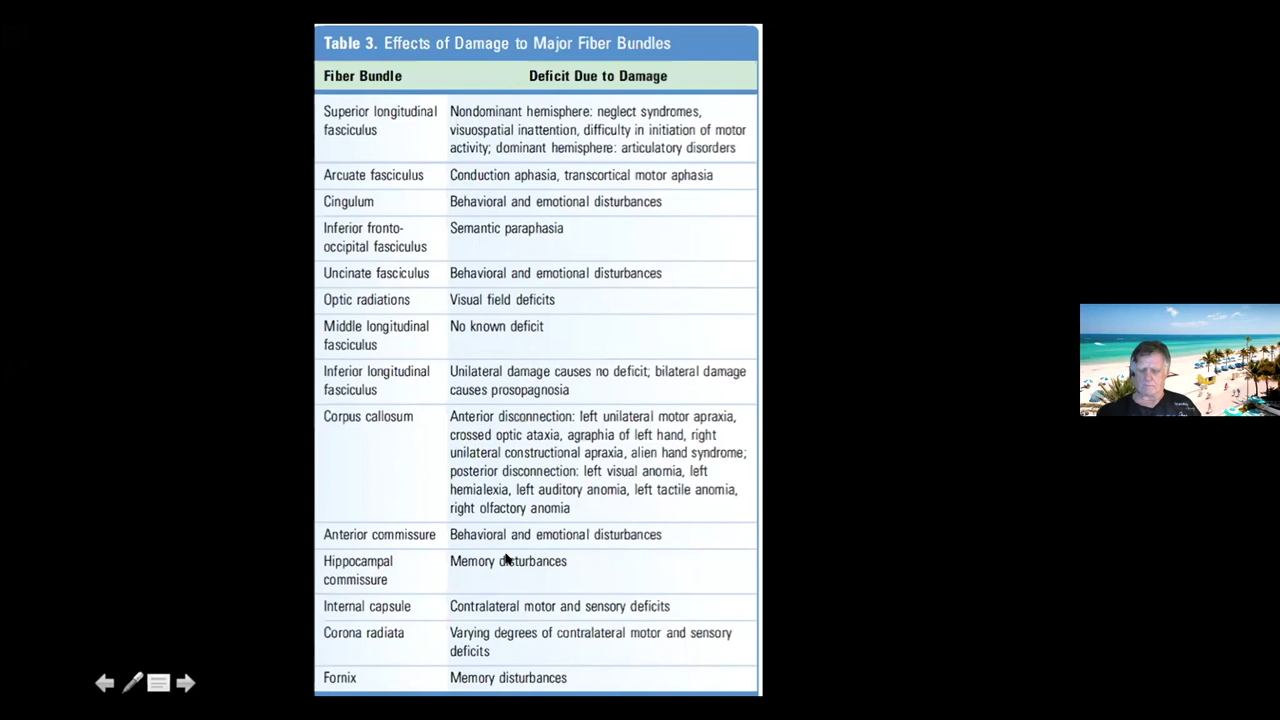 Table 3. Effects of Damage to Major Fiber Bundles
Fiber Bundle Deficit Due to Damage
Superior longitudinal fasciculus Nondominant hemisphere: neglect syndromes,
visuospatial inattention, difficulty in initiation of motor
activity; dominant hemisphere: articulatory disorders
Arcuate fasciculus Conduction aphasia, transcortical motor aphasia
Cingulum Behavioral and emotional disturbances
Inferior fronto-
occipital fasciculus Semantic paraphasia
Uncinate fasciculus Behavioral and emotional disturbances
Optic radiations Visual field deficits
Middle longitudinal
fasciculus No known deficit
Inferior longitudinal
fasciculus Unilateral damage causes no deficit; bilateral damage
causes prosopagnosia
Corpus callosum Anterior disconnection: left unilateral motor apraxia,
crossed optic ataxia, agraphia of left hand, right
unilateral constructional apraxia, alien hand syndrome;
posterior disconnection: left visual anomia, left
hemialexia, left auditory anomia, left tactile anomia,
right olfactory anomia
Anterior commissure Behavioral and emotional disturbances
Hippocampal
commissure Memory disturbances
Internal capsule Contralateral motor and sensory deficits
Corona radiata Varying degrees of contralateral motor and sensory
deficits
Fornix Memory disturbances